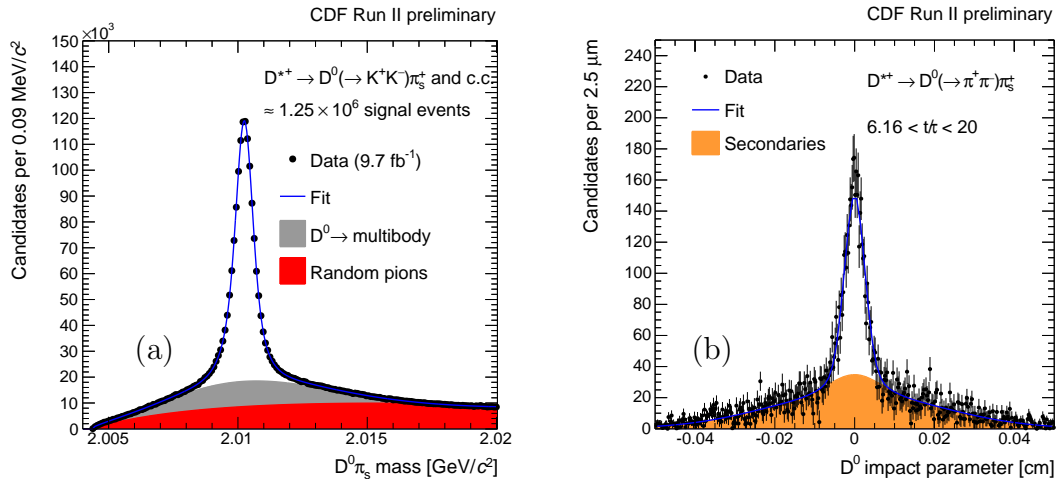 CDF Run II preliminary
×10³
Candidates per 0.09 MeV/c²
150
140
130
120
110
100
90
80
70
60
50
40
30
20
10
0
D*⁺ → D⁰(→ K⁺K⁻)πₛ⁺ and c.c.
≈ 1.25 × 10⁶ signal events
Data (9.7 fb⁻¹)
Fit
D⁰→ multibody
Random pions
(a)
2.005 2.01 2.015 2.02
D⁰πₛ mass [GeV/c²]
CDF Run II preliminary
Candidates per 2.5 μm
240
220
200
180
160
140
120
100
80
60
40
20
0
Data
Fit
Secondaries
D*⁺ → D⁰(→ π⁺π⁻)πₛ⁺
6.16 < t/τ < 20
(b)
-0.04 -0.02 0 0.02 0.04
D⁰ impact parameter [cm]